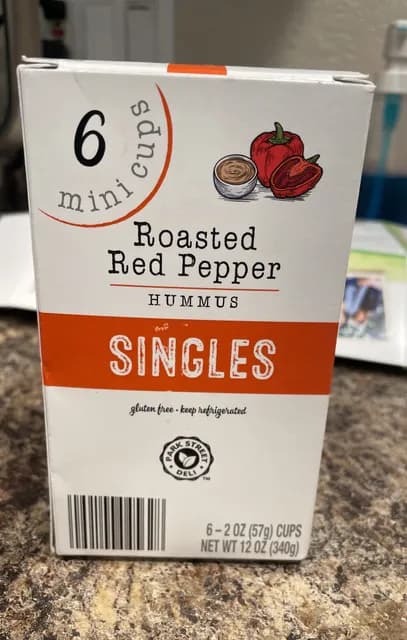 6
mini cups
Roasted
Red Pepper
HUMMUS
SINGLES
gluten free • keep refrigerated
PARK STREET
DELI
TM
6 – 2 OZ (57g) CUPS
NET WT 12 OZ (340g)